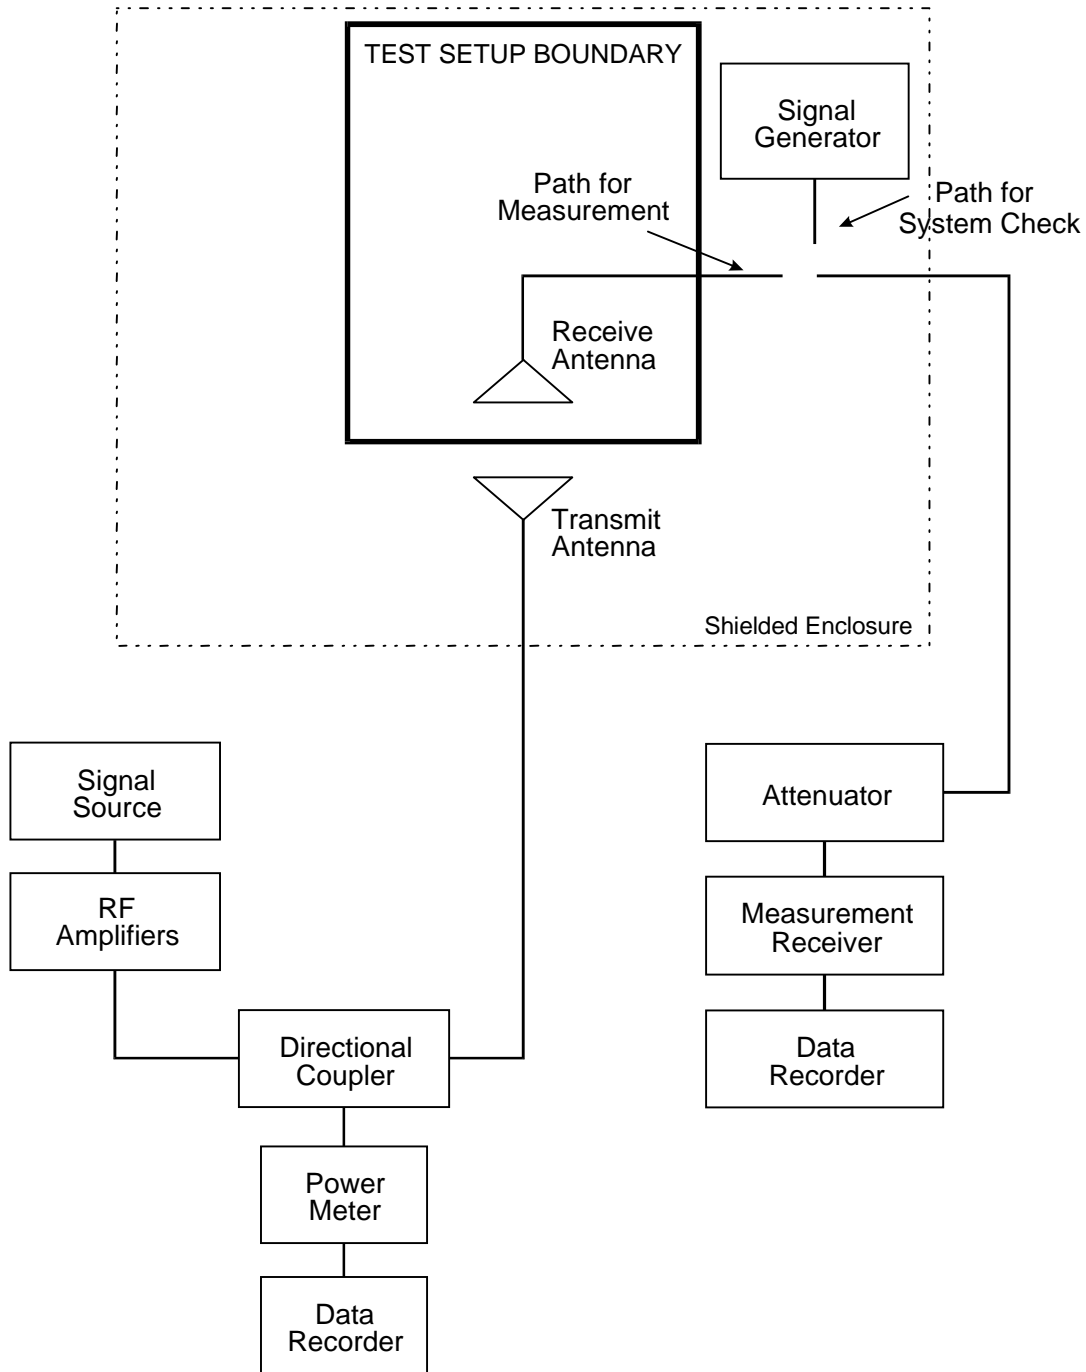 TEST SETUP BOUNDARY
Signal
Generator
Path for
Measurement
Path for
System Check
Receive
Antenna
Transmit
Antenna
Shielded Enclosure
Signal
Source
Attenuator
RF
Amplifiers
Measurement
Receiver
Directional
Coupler
Data
Recorder
Power
Meter
Data
Recorder